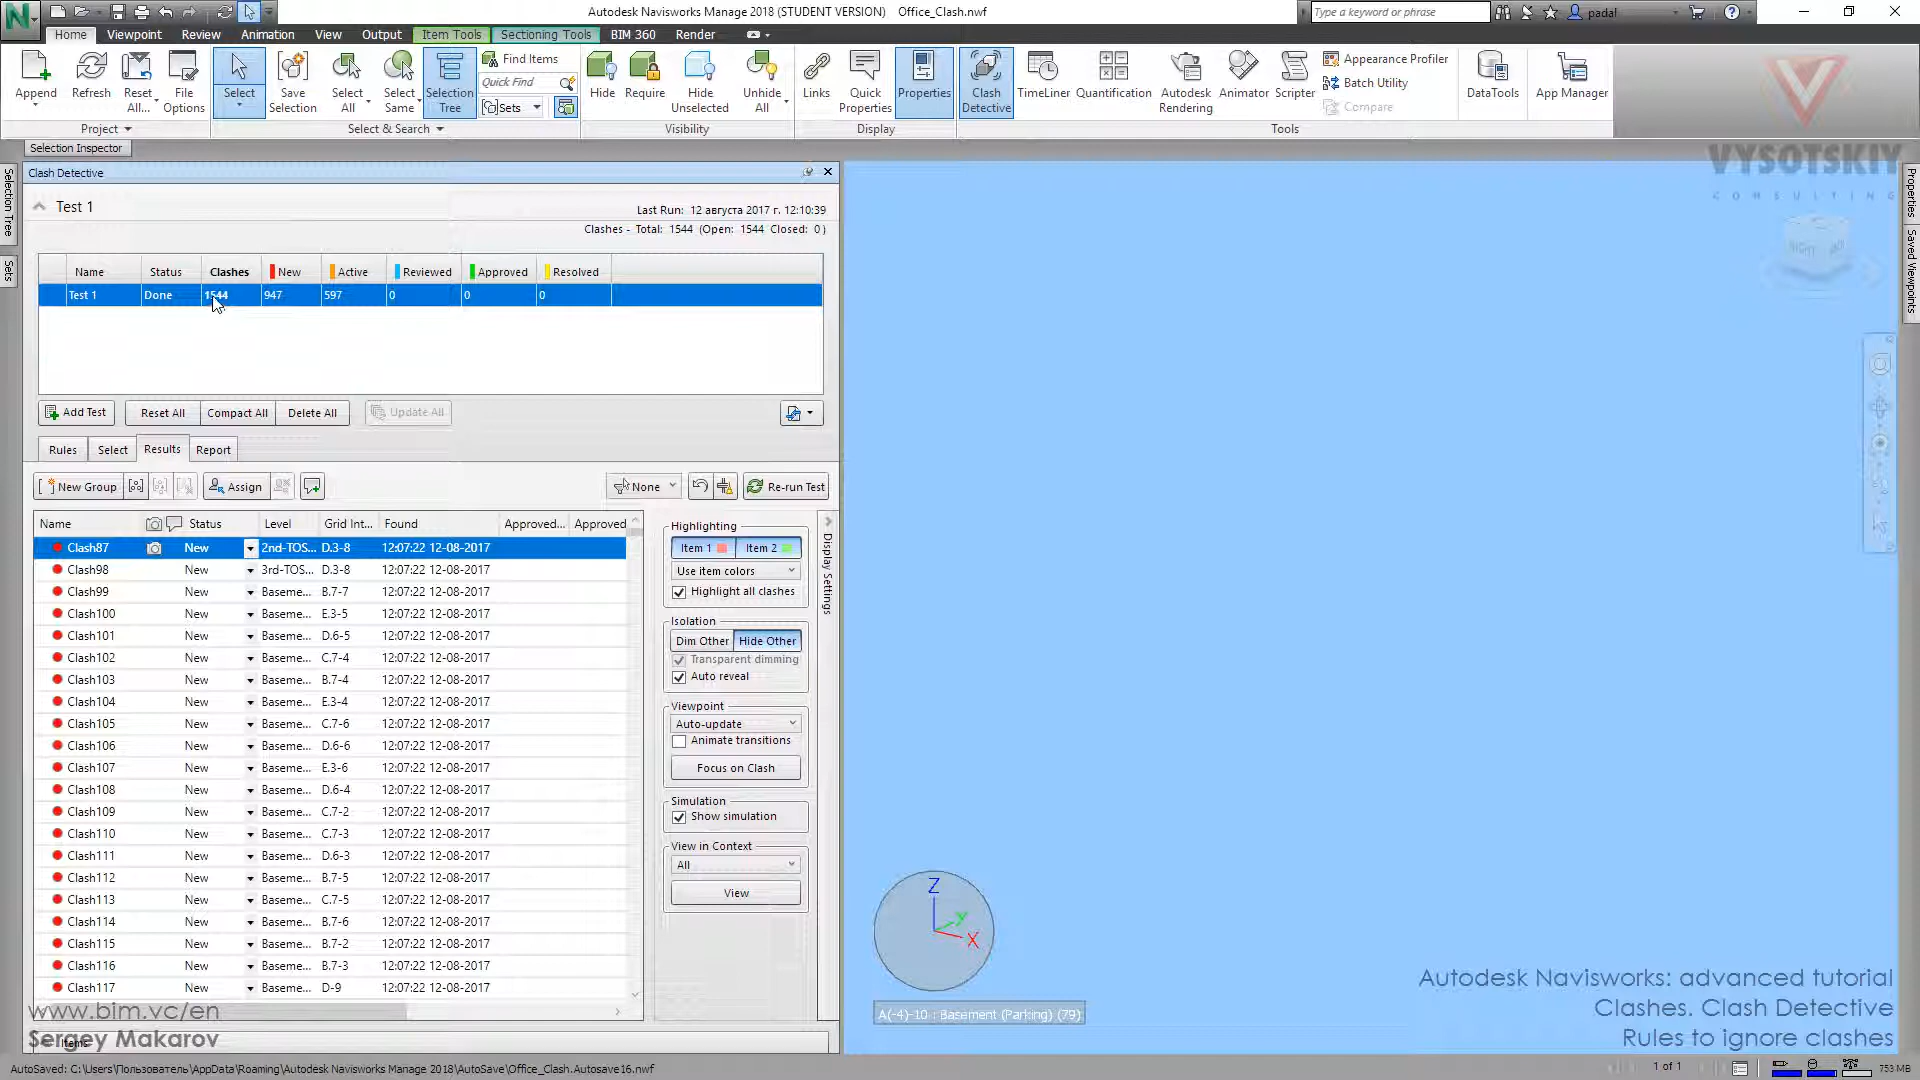 Autodesk Navisworks Manage 2018 (STUDENT VERSION) Office_Clash.nwf
Type a keyword or phrase
padal
Home Viewpoint Review Animation View Output Item Tools Sectioning Tools BIM 360 Render
Append
Refresh
Reset All...
File Options
Select
Save Selection
Select All
Select Same
Selection Tree
Find Items
Quick Find
Sets
Hide
Require
Hide Unselected
Unhide All
Links
Quick Properties
Properties
Clash Detective
TimeLiner
Quantification
Autodesk Rendering
Animator
Scripter
Appearance Profiler
Batch Utility
Compare
DataTools
App Manager
Project Select & Search Visibility Display Tools
VYSOTSKIY
CONSULTING
Selection Inspector
Selection Tree
Sets
Properties
Saved Viewpoints
Clash Detective
Test 1
Last Run: 12 августа 2017 г. 12:10:39
Clashes - Total: 1544 (Open: 1544 Closed: 0)
Name Status Clashes New Active Reviewed Approved Resolved
Test 1 Done 1544 947 597 0 0 0
Add Test Reset All Compact All Delete All Update All
Rules Select Results Report
New Group Assign None Re-run Test
Name Status Level Grid Int... Found Approved... Approved
Clash87 New 2nd-TOS... D.3-8 12:07:22 12-08-2017
Clash98 New 3rd-TOS... D.3-8 12:07:22 12-08-2017
Clash99 New Baseme... B.7-7 12:07:22 12-08-2017
Clash100 New Baseme... E.3-5 12:07:22 12-08-2017
Clash101 New Baseme... D.6-5 12:07:22 12-08-2017
Clash102 New Baseme... C.7-4 12:07:22 12-08-2017
Clash103 New Baseme... B.7-4 12:07:22 12-08-2017
Clash104 New Baseme... E.3-4 12:07:22 12-08-2017
Clash105 New Baseme... C.7-6 12:07:22 12-08-2017
Clash106 New Baseme... D.6-6 12:07:22 12-08-2017
Clash107 New Baseme... E.3-6 12:07:22 12-08-2017
Clash108 New Baseme... D.6-4 12:07:22 12-08-2017
Clash109 New Baseme... C.7-2 12:07:22 12-08-2017
Clash110 New Baseme... C.7-3 12:07:22 12-08-2017
Clash111 New Baseme... D.6-3 12:07:22 12-08-2017
Clash112 New Baseme... B.7-5 12:07:22 12-08-2017
Clash113 New Baseme... C.7-5 12:07:22 12-08-2017
Clash114 New Baseme... B.7-6 12:07:22 12-08-2017
Clash115 New Baseme... B.7-2 12:07:22 12-08-2017
Clash116 New Baseme... B.7-3 12:07:22 12-08-2017
Clash117 New Baseme... D-9 12:07:22 12-08-2017
Highlighting
Item 1 Item 2
Use item colors
Highlight all clashes
Isolation
Dim Other Hide Other
Transparent dimming
Auto reveal
Viewpoint
Auto-update
Animate transitions
Focus on Clash
Simulation
Show simulation
View in Context
All
View
Display Settings
RIGHT
Z
Y
X
A(-4)-10 : Basement (Parking) (79)
Autodesk Navisworks: advanced tutorial
Clashes. Clash Detective
Rules to ignore clashes
www.bim.vc/en
Sergey Makarov
Items
AutoSaved: C:\Users\Пользователь\AppData\Roaming\Autodesk Navisworks Manage 2018\AutoSave\Office_Clash.Autosave16.nwf
1 of 1
753 MB